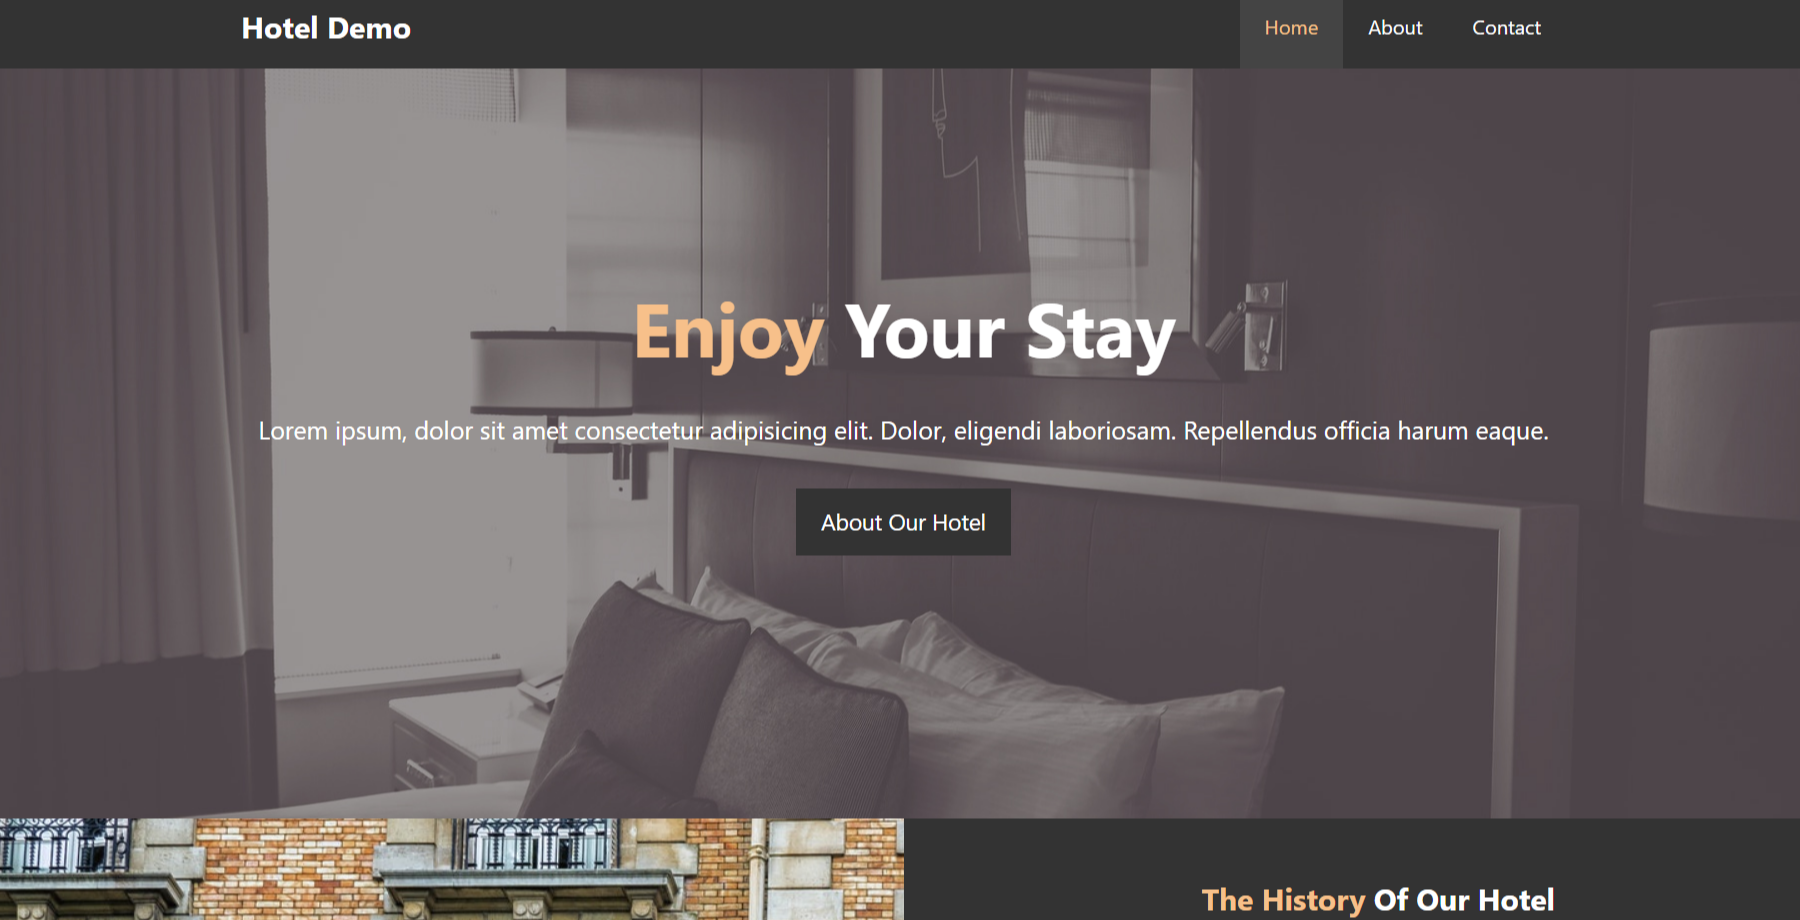 Hotel Demo
Home
About
Contact
Enjoy Your Stay
Lorem ipsum, dolor sit amet consectetur adipisicing elit. Dolor, eligendi laboriosam. Repellendus officia harum eaque.
About Our Hotel
The History Of Our Hotel